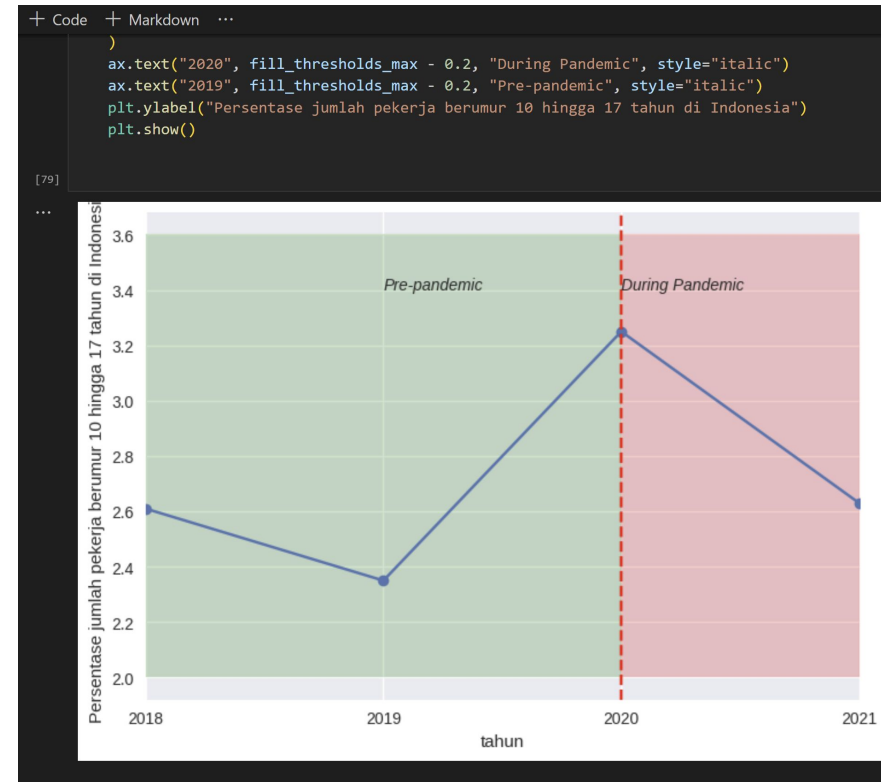 + Code + Markdown ...
)
ax.text("2020", fill_thresholds_max - 0.2, "During Pandemic", style="italic")
ax.text("2019", fill_thresholds_max - 0.2, "Pre-pandemic", style="italic")
plt.ylabel("Persentase jumlah pekerja berumur 10 hingga 17 tahun di Indonesia")
plt.show()
[79]
...
Persentase jumlah pekerja berumur 10 hingga 17 tahun di Indonesi
3.6
3.4
3.2
3.0
2.8
2.6
2.4
2.2
2.0
Pre-pandemic
During Pandemic
2018 2019 2020 2021
tahun